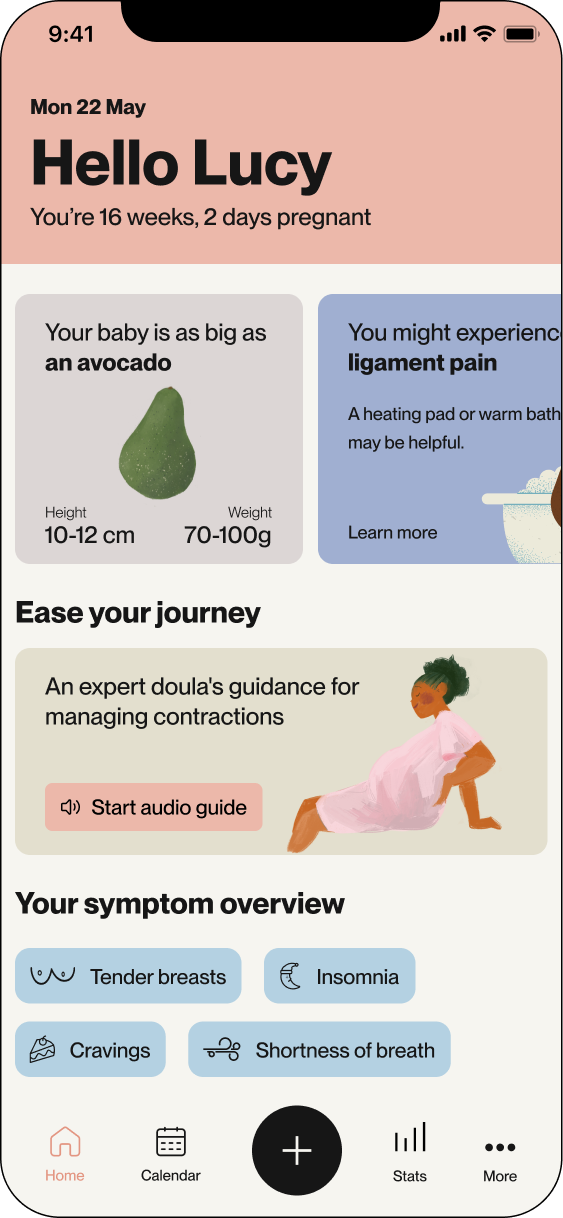 9:41
Mon 22 May
Hello Lucy
You’re 16 weeks, 2 days pregnant
Your baby is as big as
an avocado
Height
10-12 cm
Weight
70-100g
You might experienc
ligament pain
A heating pad or warm bath
may be helpful.
Learn more
Ease your journey
An expert doula's guidance for
managing contractions
Start audio guide
Your symptom overview
Tender breasts
Insomnia
Cravings
Shortness of breath
Home
Calendar
Stats
More